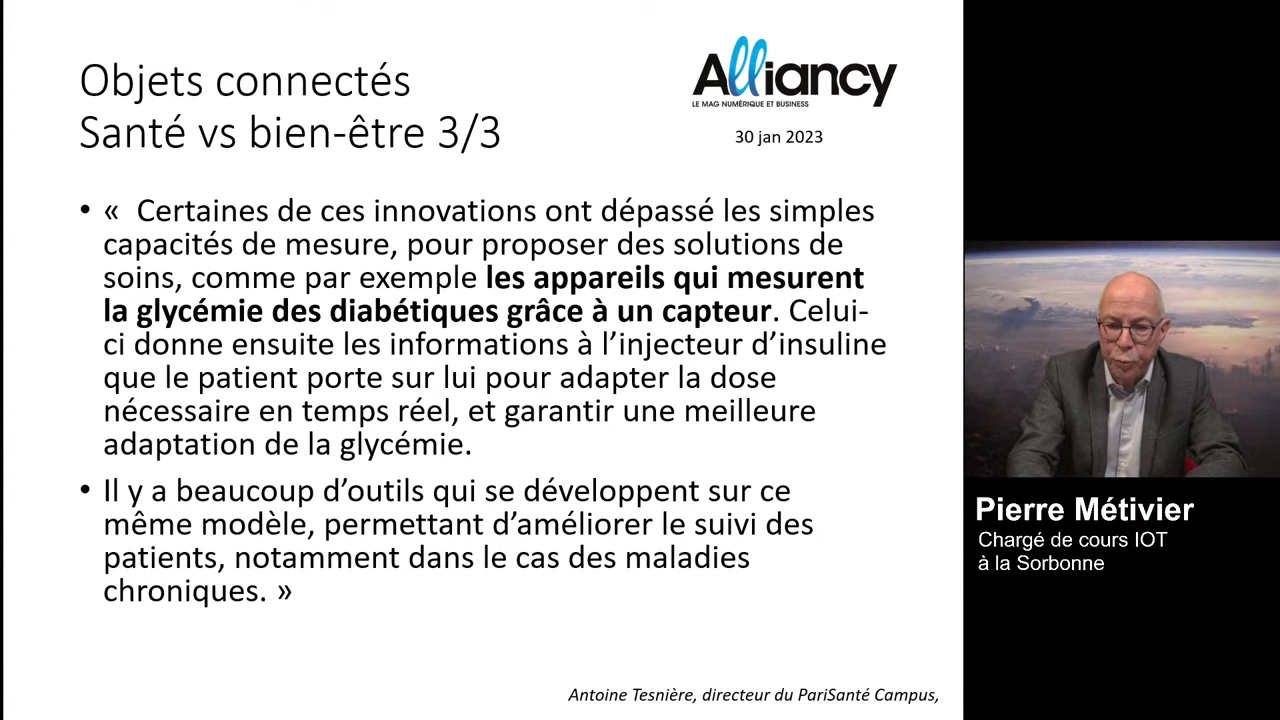 Objets connectés
Santé vs bien-être 3/3
Alliancy
LE MAG NUMÉRIQUE ET BUSINESS
30 jan 2023
• «  Certaines de ces innovations ont dépassé les simples
capacités de mesure, pour proposer des solutions de
soins, comme par exemple les appareils qui mesurent
la glycémie des diabétiques grâce à un capteur. Celui-
ci donne ensuite les informations à l’injecteur d’insuline
que le patient porte sur lui pour adapter la dose
nécessaire en temps réel, et garantir une meilleure
adaptation de la glycémie.
• Il y a beaucoup d’outils qui se développent sur ce
même modèle, permettant d’améliorer le suivi des
patients, notamment dans le cas des maladies
chroniques. »
Antoine Tesnière, directeur du PariSanté Campus,
Pierre Métivier
Chargé de cours IOT
à la Sorbonne